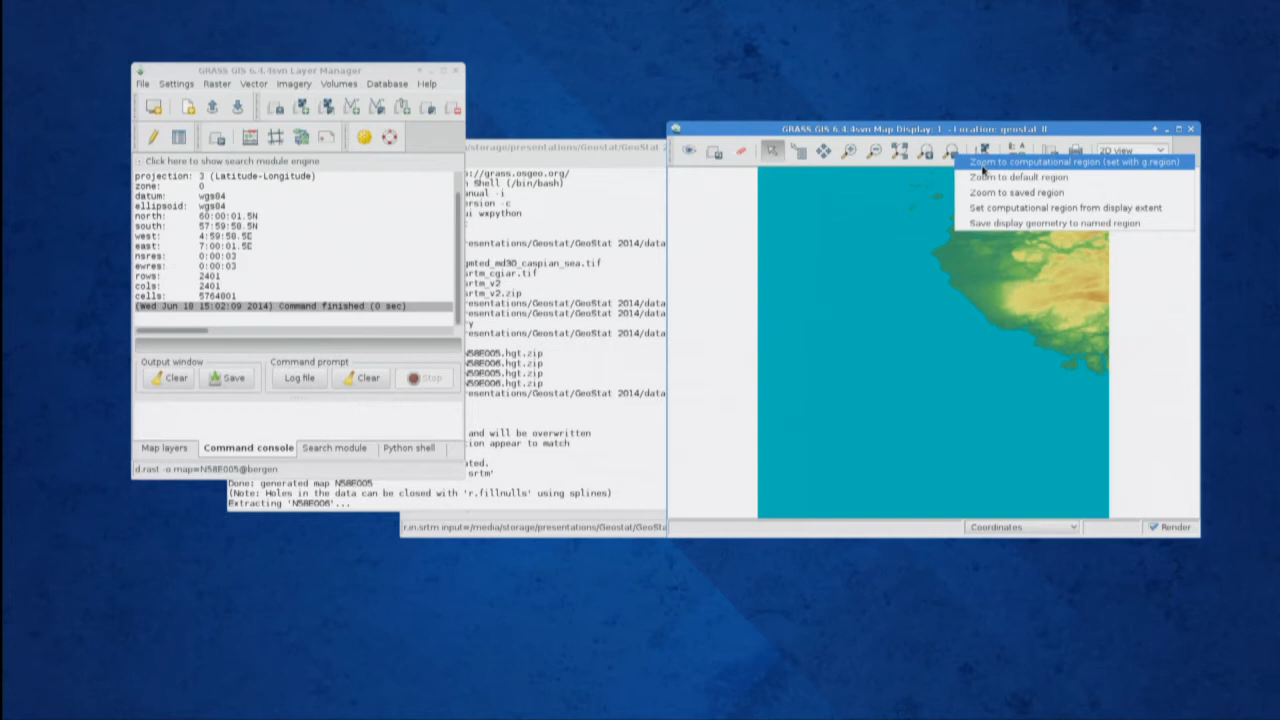 GRASS GIS 6.4.4svn Layer Manager
File Settings Raster Vector Imagery Volumes Database Help
Click here to show search module engine
projection: 3 (Latitude-Longitude)
zone: 0
datum: wgs84
ellipsoid: wgs84
north: 60:00:01.5N
south: 57:59:58.5N
west: 4:59:58.5E
east: 7:00:01.5E
nsres: 0:00:03
ewres: 0:00:03
rows: 2401
cols: 2401
cells: 5764801
(Wed Jun 18 15:02:09 2014) Command finished (0 sec)
Output window
Command prompt
Clear
Save
Log file
Clear
Stop
Map layers
Command console
Search module
Python shell
d.rast -o map=N58E005@bergen
/storage/presentations/Geostat/GeoStat 2
p://grass.osgeo.org/
Shell (/bin/bash)
anual -i
ersion -c
ui wxpython
esentations/Geostat/GeoStat 2014/data
gmted_md30_caspian_sea.tif
srtm_cgiar.tif
srtm_v2
srtm_v2.zip
esentations/Geostat/GeoStat 2014/data
ry
esentations/Geostat/GeoStat 2014/data
N58E005.hgt.zip
N58E006.hgt.zip
N59E005.hgt.zip
N59E006.hgt.zip
esentations/Geostat/GeoStat 2014/data
and will be overwritten
ion appear to match
uted.
srtm'
Done: generated map N58E005
(Note: Holes in the data can be closed with 'r.fillnulls' using splines)
Extracting 'N58E006'...
r.in.srtm input=/media/storage/presentations/Geostat/GeoSta
GRASS GIS 6.4.4svn Map Display: 1 - Location: geostat_ll
2D view
Zoom to computational region (set with g.region)
Zoom to default region
Zoom to saved region
Set computational region from display extent
Save display geometry to named region
Coordinates
Render